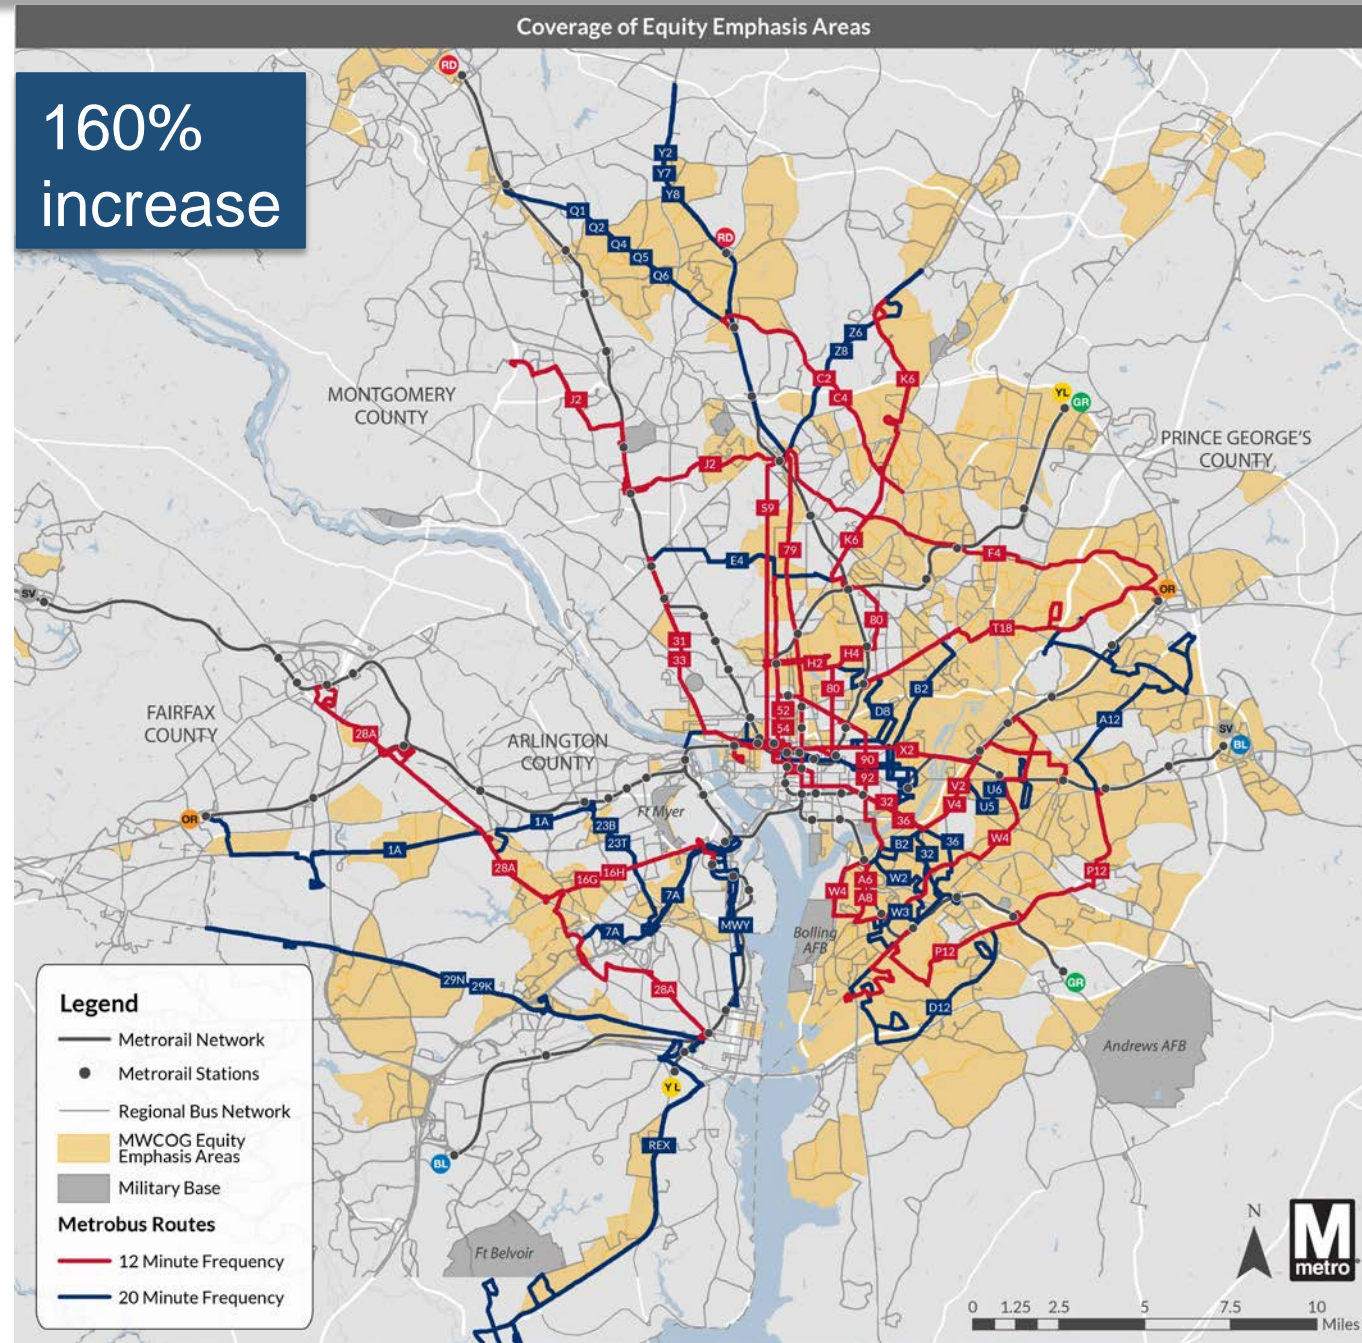 Coverage of Equity Emphasis Areas
160%
increase
RD
Y2
Y7
Y8
Q1
Q2
Q4
Q5
Q6
RD
Z6
Z8
C2
C4
K6
YL
GR
MONTGOMERY
COUNTY
J2
PRINCE GEORGE'S
COUNTY
J2
S9
79
K6
E4
F4
SV
OR
80
T18
31
33
H2
H4
80
B2
D8
52
54
A12
FAIRFAX
COUNTY
28A
ARLINGTON
COUNTY
X2
SV
BL
90
92
V2
U6
V4
U5
32
36
OR
Ft Myer
1A
23B
23T
1A
28A
16G
16H
7A
7A
MWY
B2
36
32
W4
W2
A6
A8
W4
W3
P12
Bolling
AFB
P12
GR
D12
Andrews AFB
29N
29K
28A
YL
REX
BL
Ft Belvoir
Legend
Metrorail Network
Metrorail Stations
Regional Bus Network
MWCOG Equity
Emphasis Areas
Military Base
Metrobus Routes
12 Minute Frequency
20 Minute Frequency
N
M
metro
0 1.25 2.5 5 7.5 10
Miles